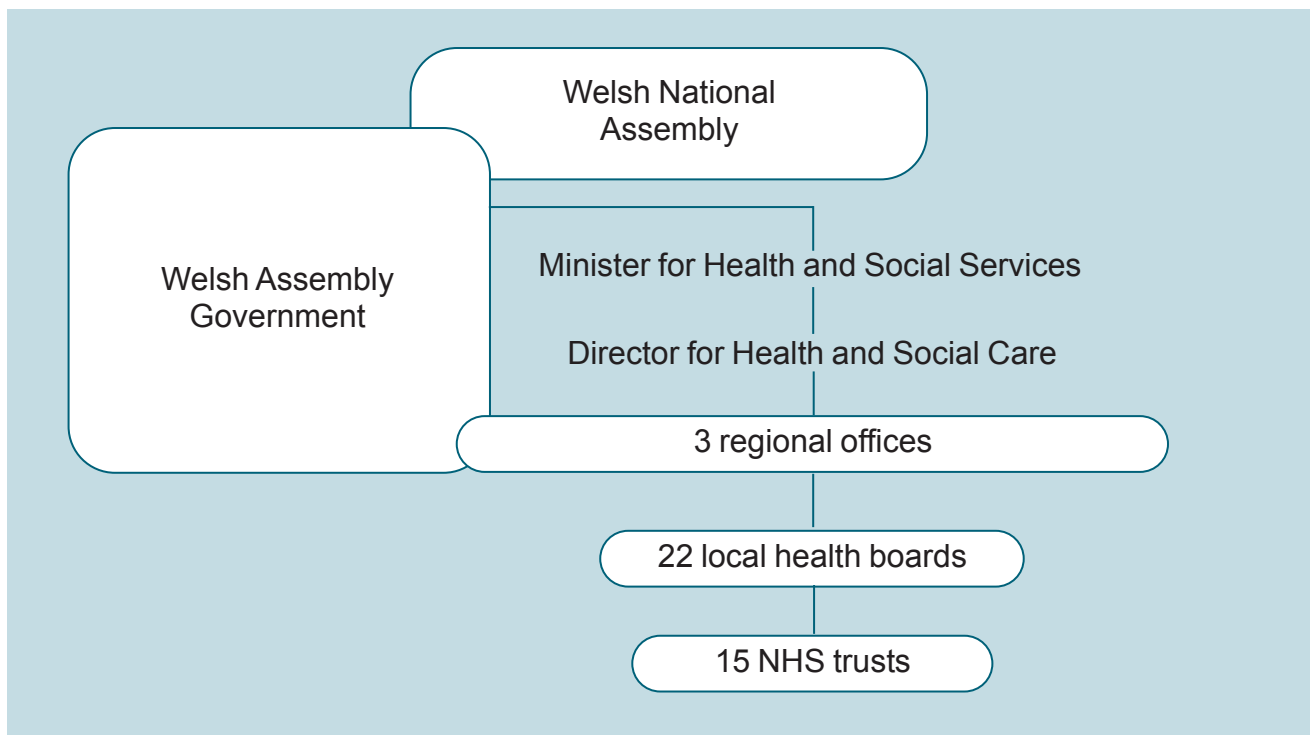 Welsh National
Assembly
Welsh Assembly
Government
Minister for Health and Social Services
Director for Health and Social Care
3 regional offices
22 local health boards
15 NHS trusts